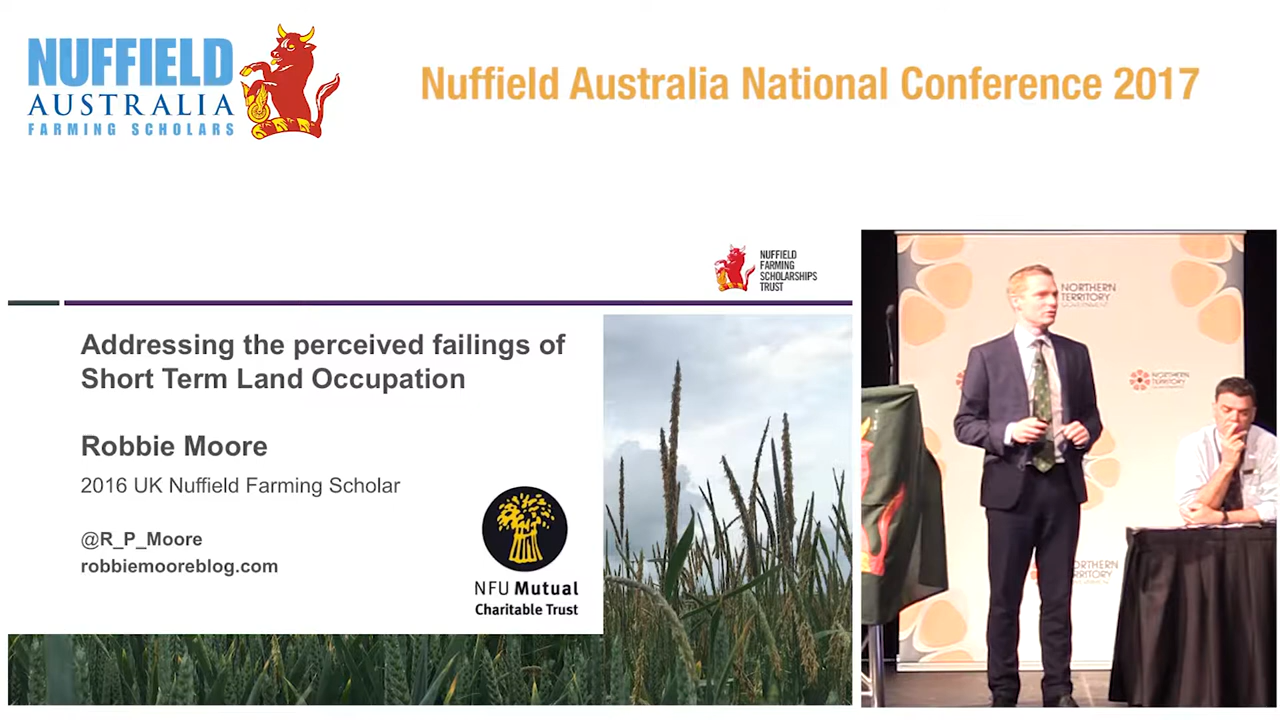 NUFFIELD
AUSTRALIA
FARMING SCHOLARS
Nuffield Australia National Conference 2017
NUFFIELD
FARMING
SCHOLARSHIPS
TRUST
Addressing the perceived failings of
Short Term Land Occupation
Robbie Moore
2016 UK Nuffield Farming Scholar
@R_P_Moore
robbiemooreblog.com
NFU Mutual
Charitable Trust
NORTHERN
TERRITORY
GOVERNMENT
NORTHERN
TERRITORY